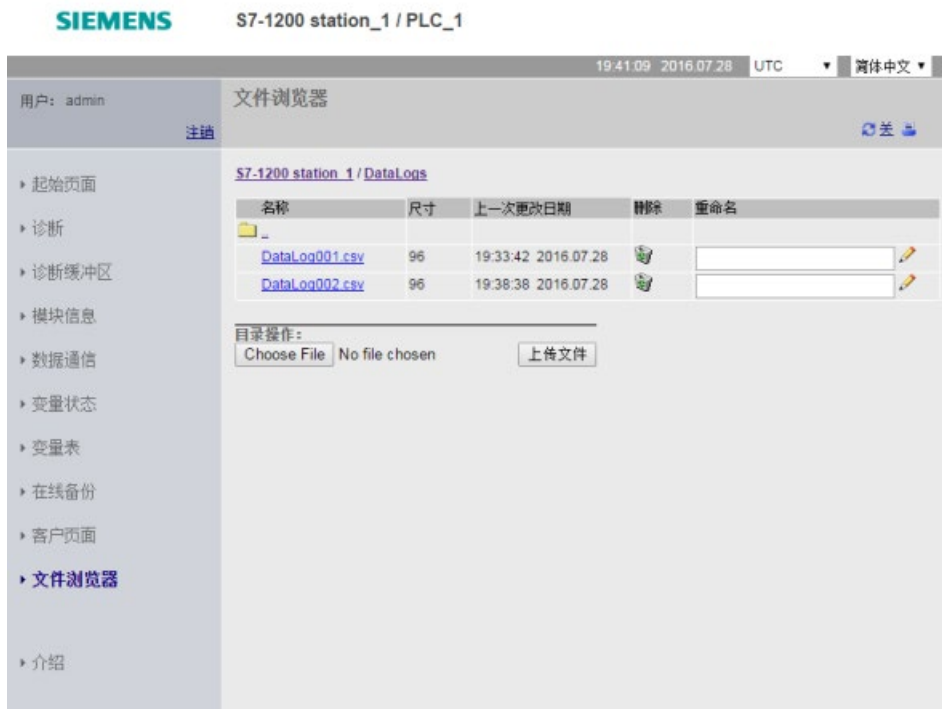 SIEMENS S7-1200 station_1 / PLC_1
19:41:09 2016.07.28 UTC 简体中文
用户: admin
注销
文件浏览器
差
起始页面
诊断
诊断缓冲区
模块信息
数据通信
变量状态
变量表
在线备份
客户页面
文件浏览器
介绍
S7-1200 station_1 / DataLogs
名称 尺寸 上一次更改日期 删除 重命名
..
DataLog001.csv 96 19:33:42 2016.07.28
DataLog002.csv 96 19:38:38 2016.07.28
目录操作:
Choose File No file chosen 上传文件